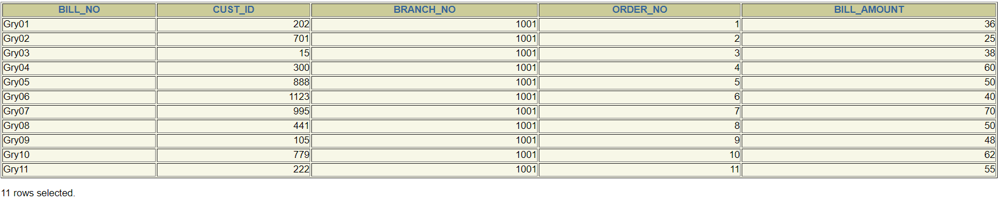 BILL_NO CUST_ID BRANCH_NO ORDER_NO BILL_AMOUNT
Gry01 202 1001 1 36
Gry02 701 1001 2 25
Gry03 15 1001 3 38
Gry04 300 1001 4 60
Gry05 888 1001 5 50
Gry06 1123 1001 6 40
Gry07 995 1001 7 70
Gry08 441 1001 8 50
Gry09 105 1001 9 48
Gry10 779 1001 10 62
Gry11 222 1001 11 55
11 rows selected.